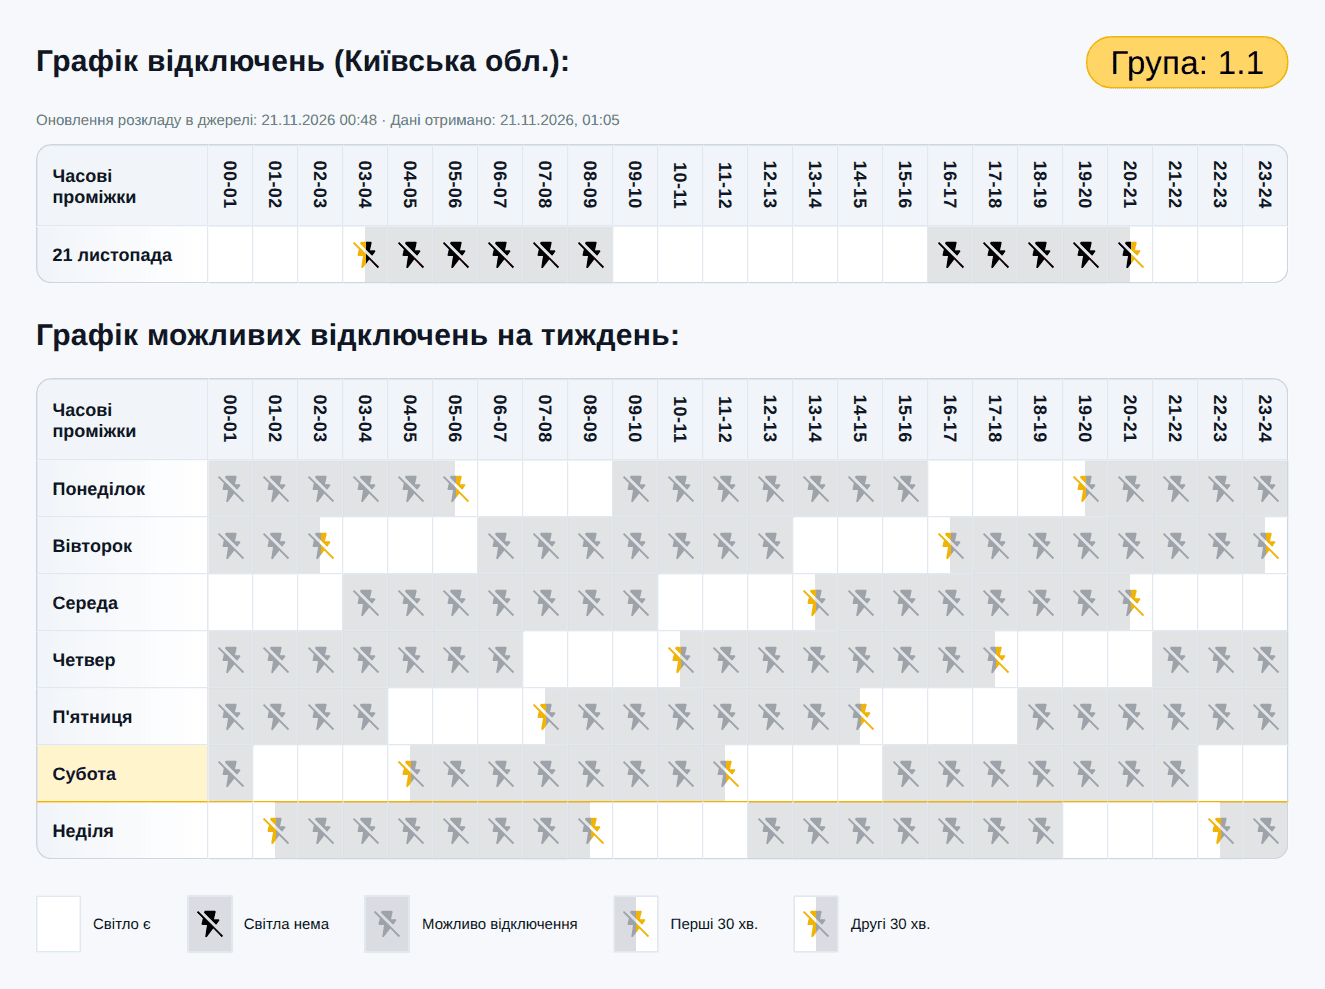 Графік відключень (Київська обл.):
Група: 1.1
Оновлення розкладу в джерелі: 21.11.2026 00:48 · Дані отримано: 21.11.2026, 01:05
Часові проміжки 00-01 01-02 02-03 03-04 04-05 05-06 06-07 07-08 08-09 09-10 10-11 11-12 12-13 13-14 14-15 15-16 16-17 17-18 18-19 19-20 20-21 21-22 22-23 23-24
21 листопада
Графік можливих відключень на тиждень:
Часові проміжки 00-01 01-02 02-03 03-04 04-05 05-06 06-07 07-08 08-09 09-10 10-11 11-12 12-13 13-14 14-15 15-16 16-17 17-18 18-19 19-20 20-21 21-22 22-23 23-24
Понеділок
Вівторок
Середа
Четвер
П'ятниця
Субота
Неділя
Світло є Світла нема Можливо відключення Перші 30 хв. Другі 30 хв.